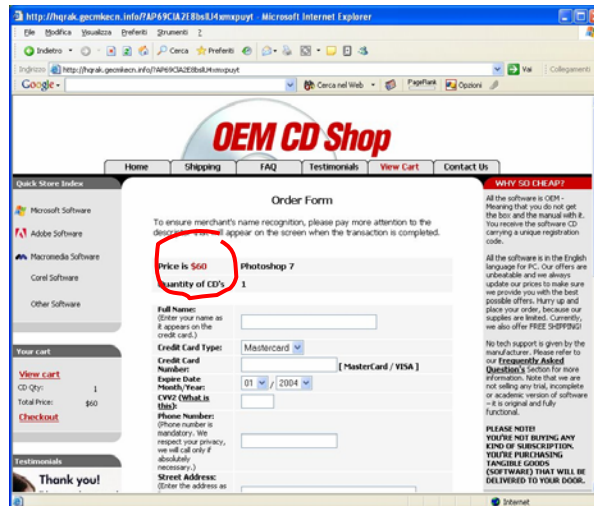 http://hqrak.gecmkecn.info/?AP69CIA2E8bslU4xmxpuyt - Microsoft Internet Explorer
File Modifica Visualizza Preferiti Strumenti ?
Indietro Cerca Preferiti
Indirizzo http://hqrak.gecmkecn.info/?AP69CIA2E8bslU4xmxpuyt Vai Collegamenti
Google Cerca nel Web PageRank Opzioni
OEM CD Shop
Home Shipping FAQ Testimonials View Cart Contact Us
Quick Store Index
Microsoft Software
Adobe Software
Macromedia Software
Corel Software
Other Software
Your cart
View cart
CD Qty: 1
Total Price: $60
Checkout
Testimonials
Thank you!
Order Form
To ensure merchant's name recognition, please pay more attention to the
descriptor that will appear on the screen when the transaction is completed.
Price is $60 Photoshop 7
Quantity of CD's 1
Full Name:
(Enter your name as
it appears on the
credit card.)
Credit Card Type: Mastercard
Credit Card
Number: [ MasterCard / VISA ]
Expire Date
Month/Year: 01 / 2004
CVV2 (What is
this):
Phone Number:
(Phone number is
mandatory. We
respect your privacy,
we will call only if
absolutely
necessary.)
Street Address:
(Enter the address as
WHY SO CHEAP?
All the software is OEM -
Meaning that you do not get
the box and the manual with it.
You receive the software CD
carrying a unique registration
code.
All the software is in the English
language for PC. Our offers are
unbeatable and we always
update our prices to make sure
we provide you with the best
possible offers. Hurry up and
place your order, because our
supplies are limited. Currently,
we also offer FREE SHIPPING!
No tech support is given by the
manufacturer. Please refer to
our Frequently Asked
Question's Section for more
information. Note that we are
not selling any trial, incomplete
or academic version of software
- it is original and fully
functional.
PLEASE NOTE!
YOU'RE NOT BUYING ANY
KIND OF SUBSCRIPTION.
YOU'RE PURCHASING
TANGIBLE GOODS
(SOFTWARE) THAT WILL BE
DELIVERED TO YOUR DOOR.
Internet